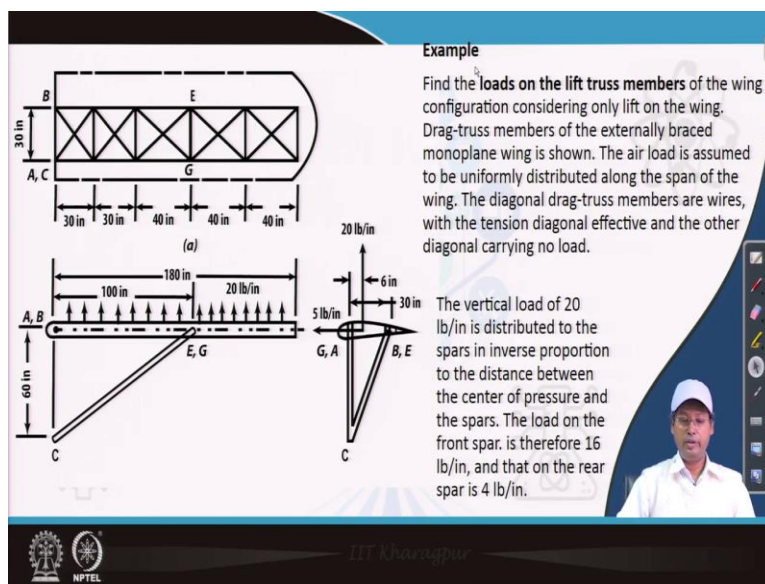 Example
Find the loads on the lift truss members of the wing
configuration considering only lift on the wing.
Drag-truss members of the externally braced
monoplane wing is shown. The air load is assumed
to be uniformly distributed along the span of the
wing. The diagonal drag-truss members are wires,
with the tension diagonal effective and the other
diagonal carrying no load.
The vertical load of 20
lb/in is distributed to the
spars in inverse proportion
to the distance between
the center of pressure and
the spars. The load on the
front spar. is therefore 16
lb/in, and that on the rear
spar is 4 lb/in.
B
E
30 in
A, C
G
30 in
30 in
40 in
40 in
40 in
(a)
180 in
100 in
20 lb/in
A, B
E, G
60 in
C
20 lb/in
6 in
30 in
5 lb/in
G, A
B, E
C
NPTEL
IIT Kharagpur